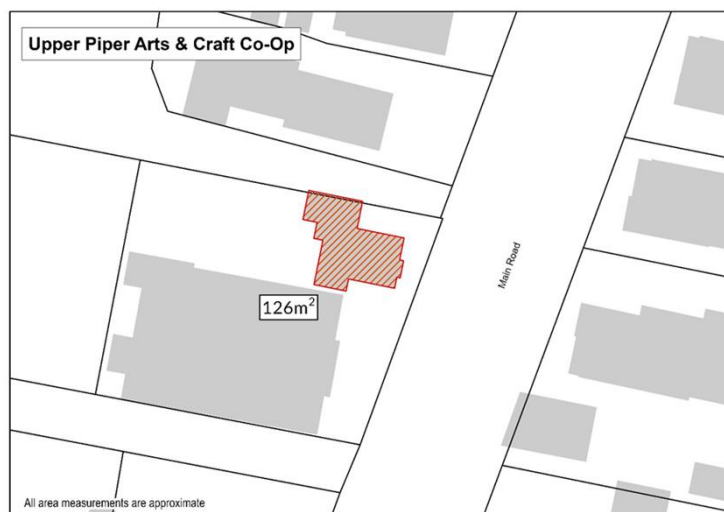 Upper Piper Arts & Craft Co-Op
Main Road
126m²
All area measurements are approximate